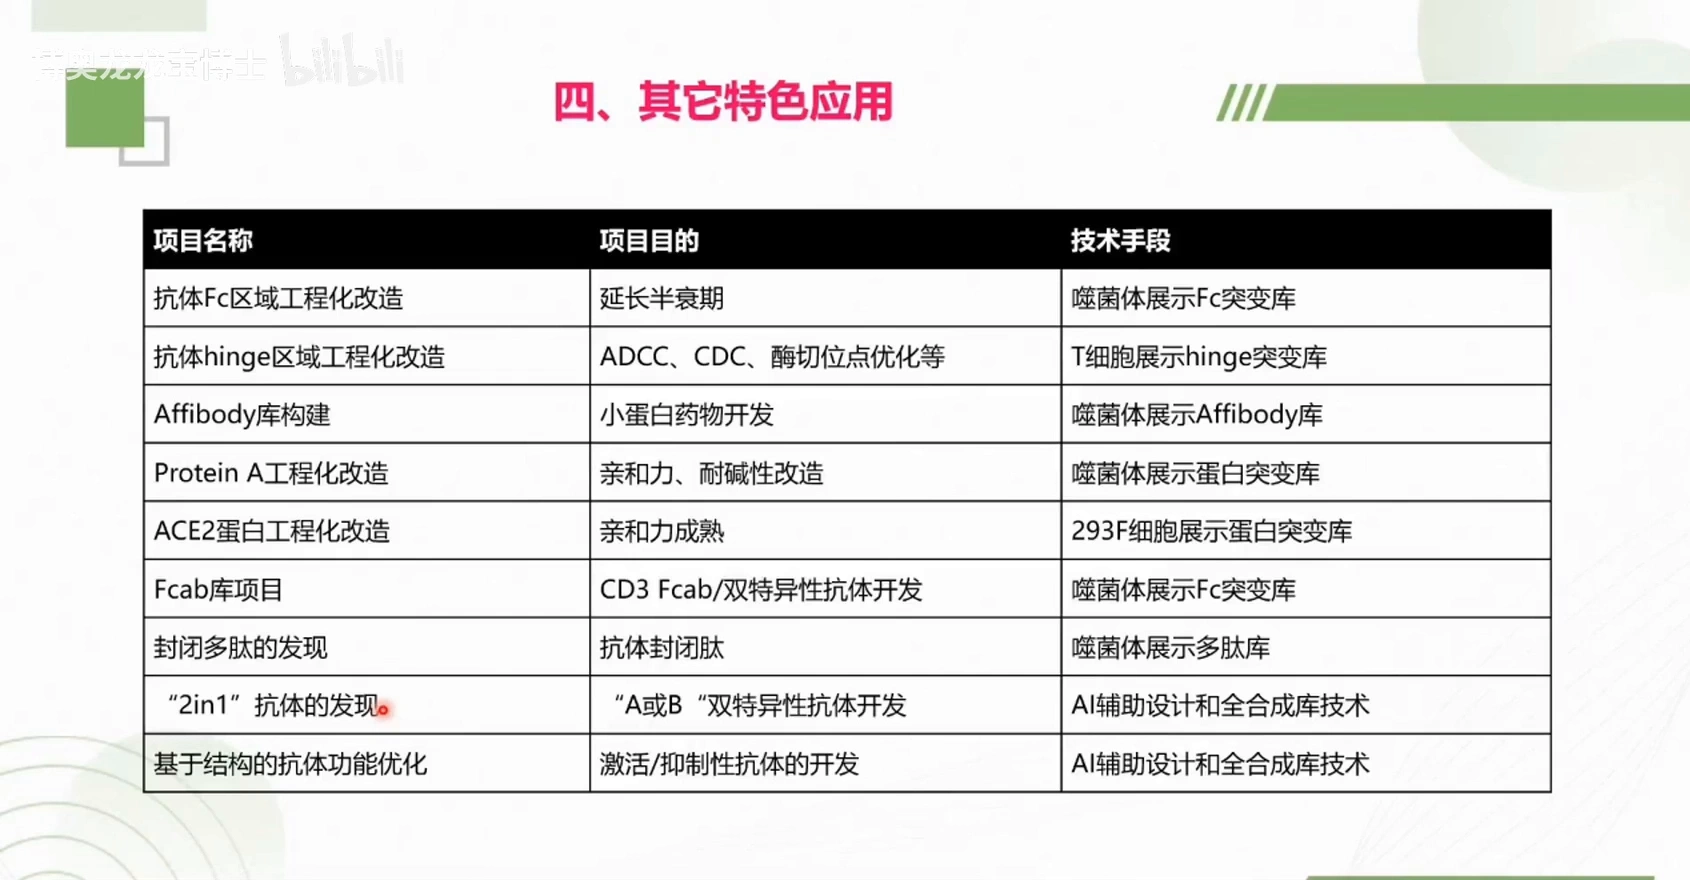 博奥龙龙宝博士 bilibili
四、其它特色应用
项目名称 项目目的 技术手段
抗体Fc区域工程化改造 延长半衰期 噬菌体展示Fc突变库
抗体hinge区域工程化改造 ADCC、CDC、酶切位点优化等 T细胞展示hinge突变库
Affibody库构建 小蛋白药物开发 噬菌体展示Affibody库
Protein A工程化改造 亲和力、耐碱性改造 噬菌体展示蛋白突变库
ACE2蛋白工程化改造 亲和力成熟 293F细胞展示蛋白突变库
Fcab库项目 CD3 Fcab/双特异性抗体开发 噬菌体展示Fc突变库
封闭多肽的发现 抗体封闭肽 噬菌体展示多肽库
“2in1”抗体的发现 “A或B“双特异性抗体开发 AI辅助设计和全合成库技术
基于结构的抗体功能优化 激活/抑制性抗体的开发 AI辅助设计和全合成库技术